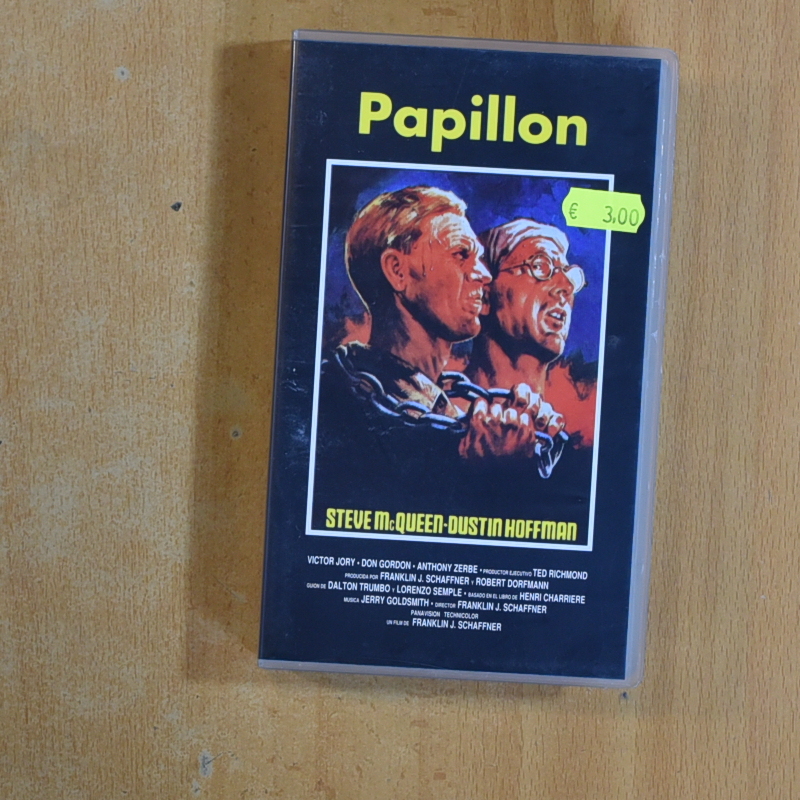 Papillon
€ 3,00
STEVE McQUEEN-DUSTIN HOFFMAN
VICTOR JORY • DON GORDON • ANTHONY ZERBE • PRODUCTOR EJECUTIVO TED RICHMOND
PRODUCIDA POR FRANKLIN J. SCHAFFNER Y ROBERT DORFMANN
GUION DE DALTON TRUMBO Y LORENZO SEMPLE • BASADO EN EL LIBRO DE HENRI CHARRIERE
MUSICA JERRY GOLDSMITH • DIRECTOR FRANKLIN J. SCHAFFNER
PANAVISION TECHNICOLOR
UN FILM DE FRANKLIN J. SCHAFFNER